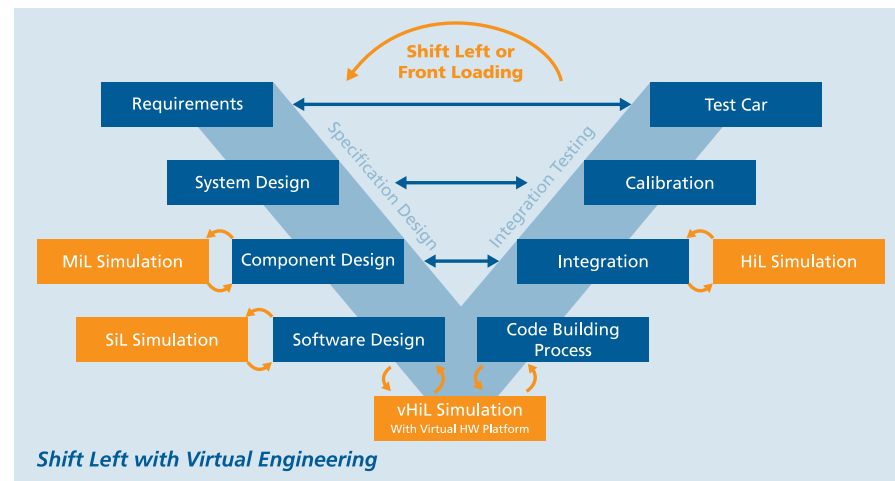 Shift Left or
Front Loading
Requirements
Test Car
Specification Design
Integration Testing
System Design
Calibration
MiL Simulation
Component Design
Integration
HiL Simulation
SiL Simulation
Software Design
Code Building
Process
vHiL Simulation
With Virtual HW Platform
Shift Left with Virtual Engineering